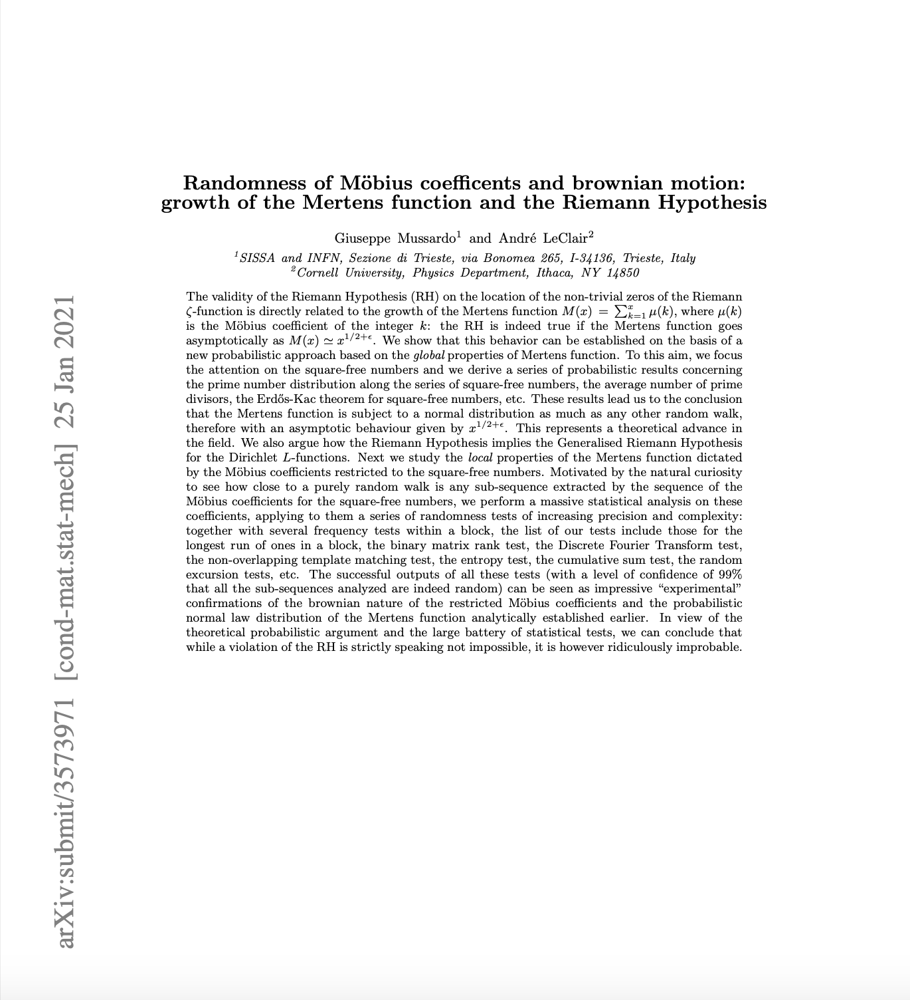 Randomness of Möbius coefficents and brownian motion:
growth of the Mertens function and the Riemann Hypothesis
Giuseppe Mussardo¹ and André LeClair²
¹SISSA and INFN, Sezione di Trieste, via Bonomea 265, I-34136, Trieste, Italy
²Cornell University, Physics Department, Ithaca, NY 14850
The validity of the Riemann Hypothesis (RH) on the location of the non-trivial zeros of the Riemann
ζ-function is directly related to the growth of the Mertens function M(x) = ∑ˣₖ₌₁ μ(k), where μ(k)
is the Möbius coefficient of the integer k: the RH is indeed true if the Mertens function goes
asymptotically as M(x) ≃ x^{1/2+ϵ}. We show that this behavior can be established on the basis of a
new probabilistic approach based on the global properties of Mertens function. To this aim, we focus
the attention on the square-free numbers and we derive a series of probabilistic results concerning
the prime number distribution along the series of square-free numbers, the average number of prime
divisors, the Erdős-Kac theorem for square-free numbers, etc. These results lead us to the conclusion
that the Mertens function is subject to a normal distribution as much as any other random walk,
therefore with an asymptotic behaviour given by x^{1/2+ϵ}. This represents a theoretical advance in
the field. We also argue how the Riemann Hypothesis implies the Generalised Riemann Hypothesis
for the Dirichlet L-functions. Next we study the local properties of the Mertens function dictated
by the Möbius coefficients restricted to the square-free numbers. Motivated by the natural curiosity
to see how close to a purely random walk is any sub-sequence extracted by the sequence of the
Möbius coefficients for the square-free numbers, we perform a massive statistical analysis on these
coefficients, applying to them a series of randomness tests of increasing precision and complexity:
together with several frequency tests within a block, the list of our tests include those for the
longest run of ones in a block, the binary matrix rank test, the Discrete Fourier Transform test,
the non-overlapping template matching test, the entropy test, the cumulative sum test, the random
excursion tests, etc. The successful outputs of all these tests (with a level of confidence of 99%
that all the sub-sequences analyzed are indeed random) can be seen as impressive “experimental”
confirmations of the brownian nature of the restricted Möbius coefficients and the probabilistic
normal law distribution of the Mertens function analytically established earlier. In view of the
theoretical probabilistic argument and the large battery of statistical tests, we can conclude that
while a violation of the RH is strictly speaking not impossible, it is however ridiculously improbable.
arXiv:submit/3573971 [cond-mat.stat-mech] 25 Jan 2021